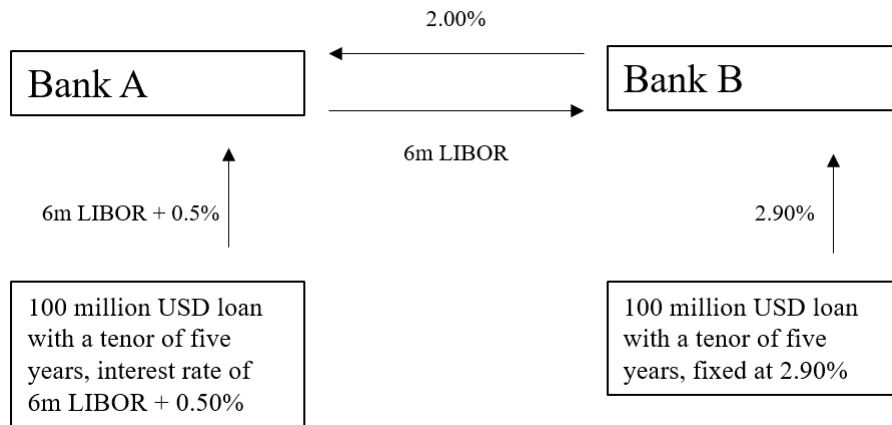 2.00%
Bank A
Bank B
6m LIBOR
6m LIBOR + 0.5%
2.90%
100 million USD loan
with a tenor of five
years, interest rate of
6m LIBOR + 0.50%
100 million USD loan
with a tenor of five
years, fixed at 2.90%